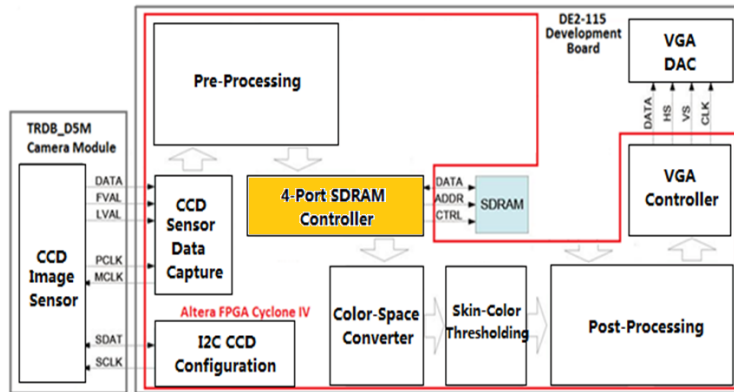 DE2-115
Development
Board
VGA
DAC
Pre-Processing
TRDB_D5M
Camera Module
DATA
HS
VS
CLK
DATA
FVAL
LVAL
PCLK
MCLK
SDAT
SCLK
CCD
Image
Sensor
CCD
Sensor
Data
Capture
4-Port SDRAM
Controller
DATA
ADDR
CTRL
SDRAM
VGA
Controller
Altera FPGA Cyclone IV
I2C CCD
Configuration
Color-Space
Converter
Skin-Color
Thresholding
Post-Processing